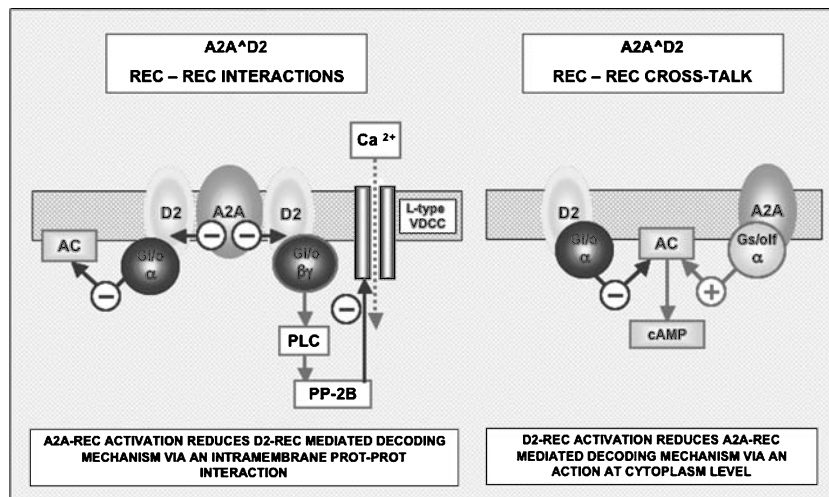 A2A^D2
REC – REC INTERACTIONS
Ca 2+
D2
A2A
D2
L-type
VDCC
AC
Gi/o
α
Gi/o
βγ
PLC
PP-2B
A2A-REC ACTIVATION REDUCES D2-REC MEDIATED DECODING
MECHANISM VIA AN INTRAMEMBRANE PROT-PROT
INTERACTION
A2A^D2
REC – REC CROSS-TALK
D2
A2A
Gi/o
α
AC
Gs/olf
α
cAMP
D2-REC ACTIVATION REDUCES A2A-REC
MEDIATED DECODING MECHANISM VIA AN
ACTION AT CYTOPLASM LEVEL